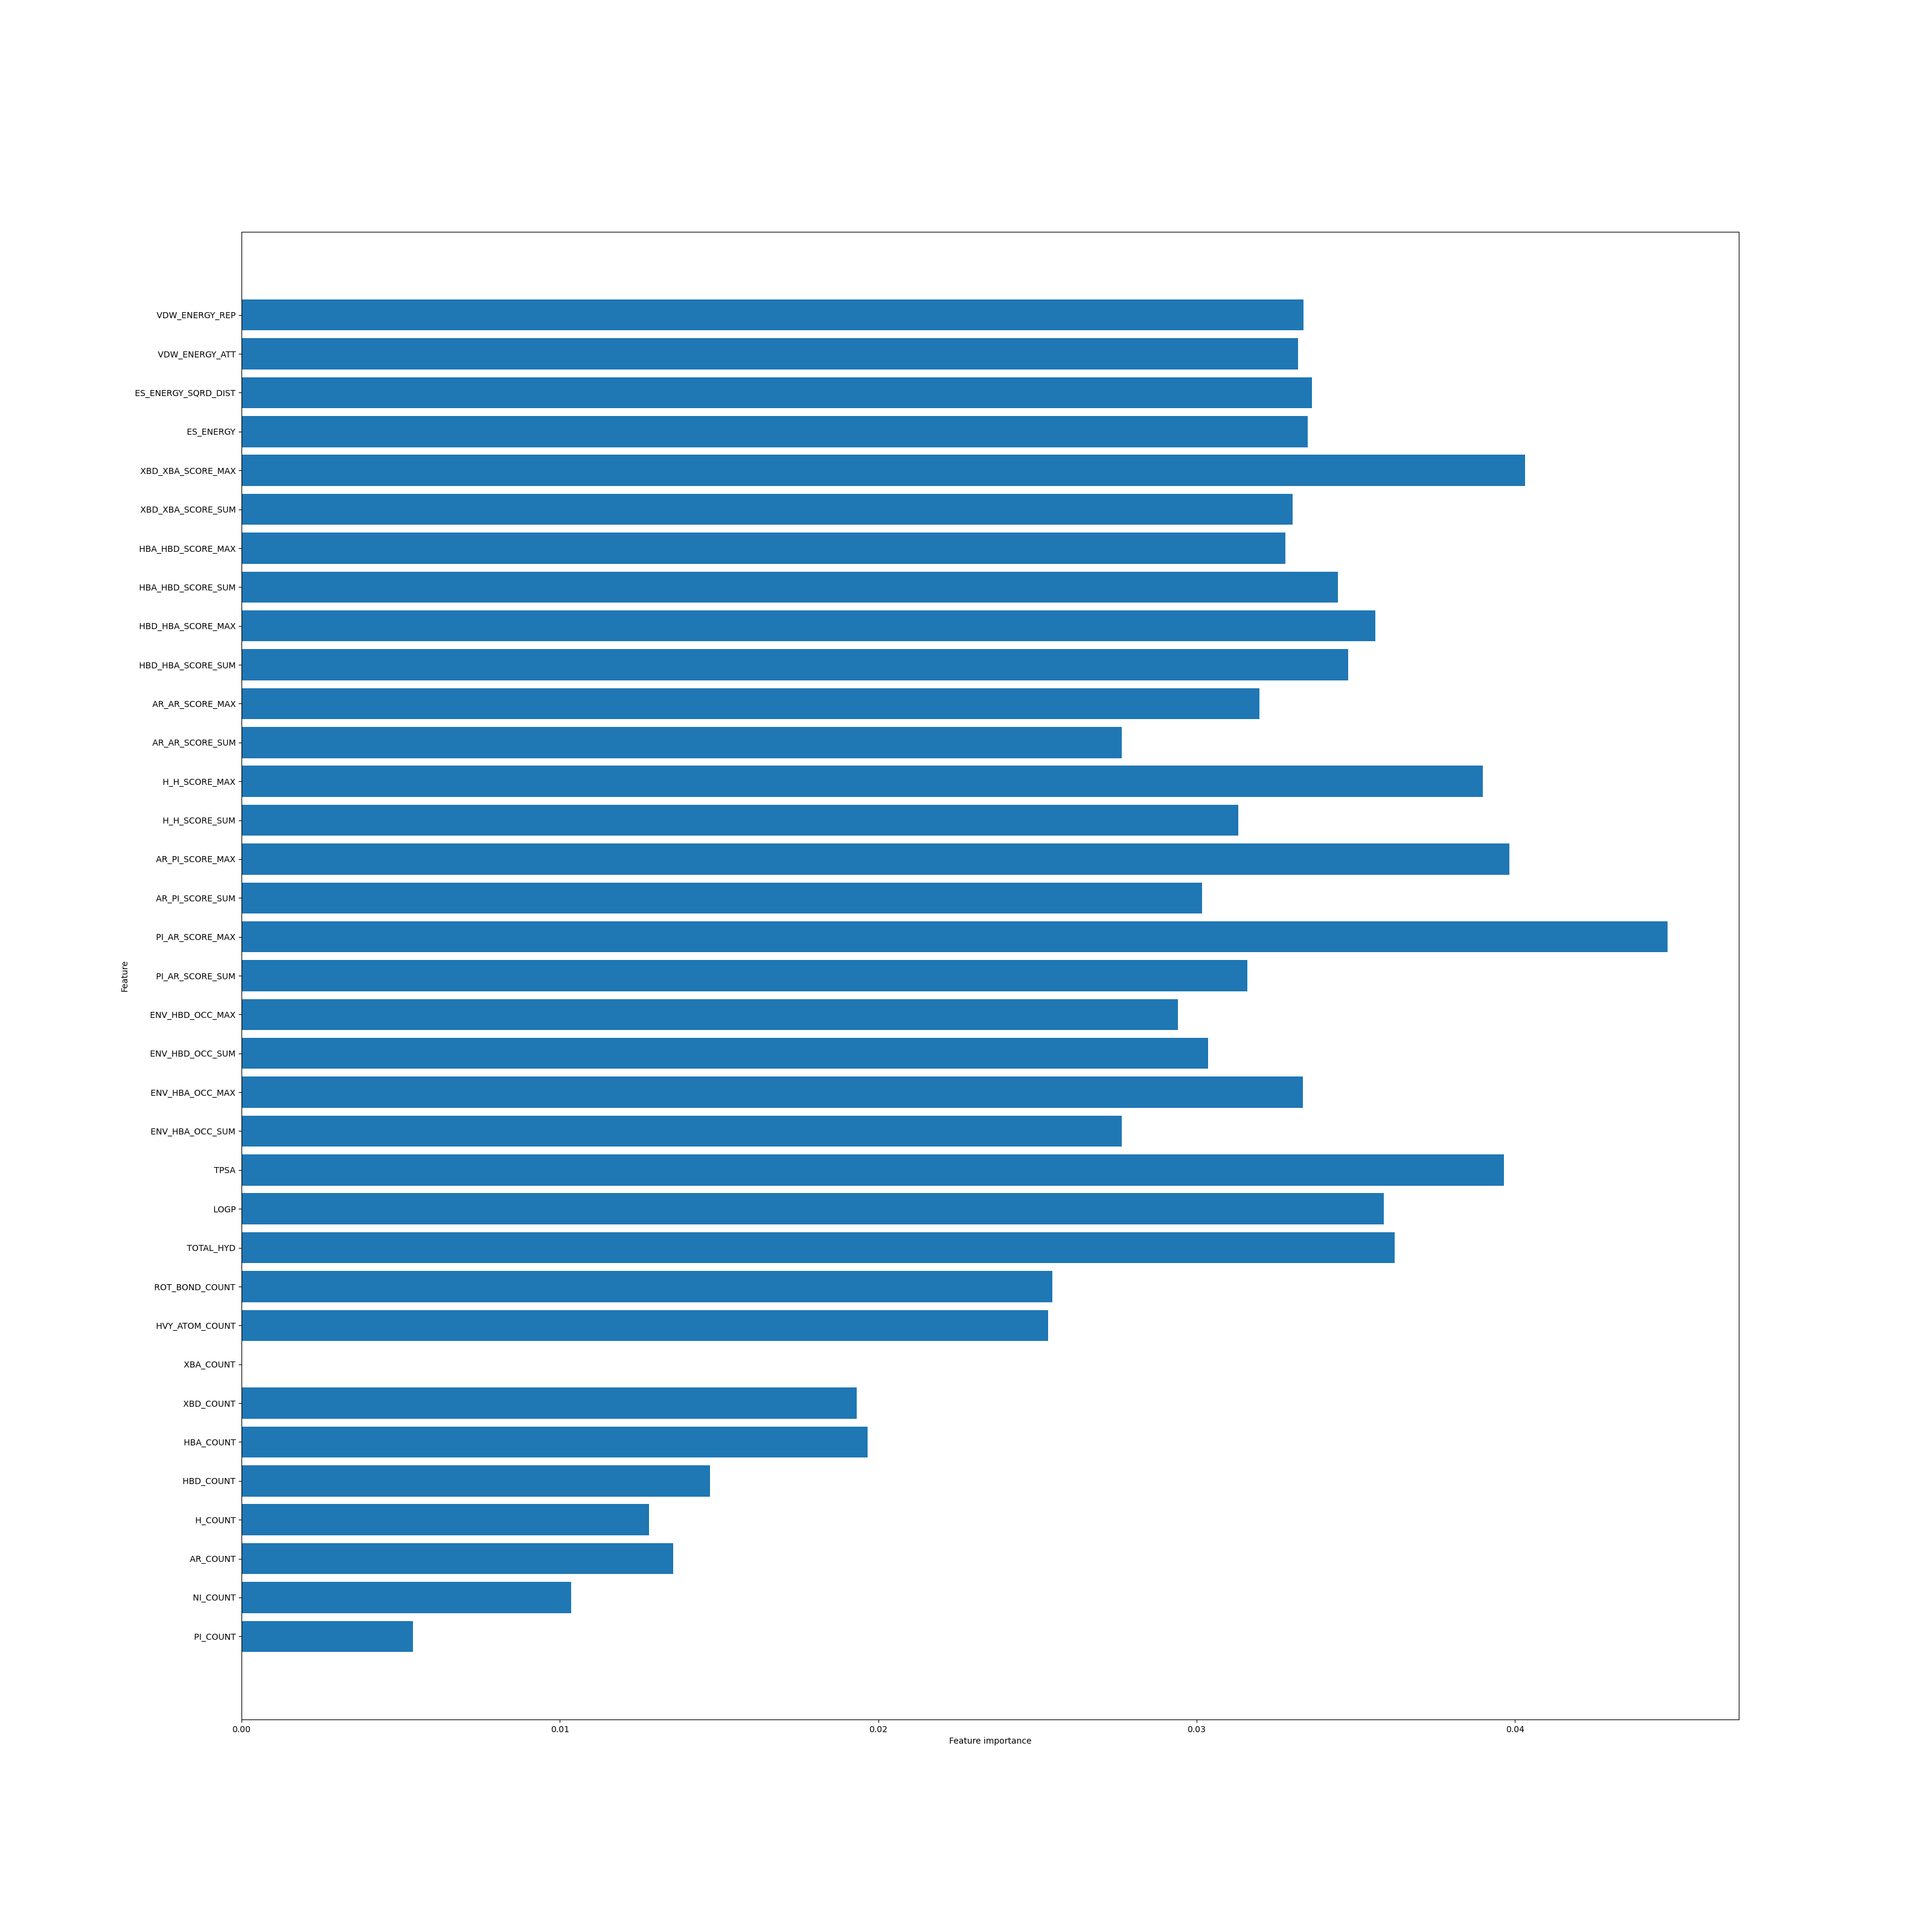 VDW_ENERGY_REP
VDW_ENERGY_ATT
ES_ENERGY_SQRD_DIST
ES_ENERGY
XBD_XBA_SCORE_MAX
XBD_XBA_SCORE_SUM
HBA_HBD_SCORE_MAX
HBA_HBD_SCORE_SUM
HBD_HBA_SCORE_MAX
HBD_HBA_SCORE_SUM
AR_AR_SCORE_MAX
AR_AR_SCORE_SUM
H_H_SCORE_MAX
H_H_SCORE_SUM
AR_PI_SCORE_MAX
AR_PI_SCORE_SUM
PI_AR_SCORE_MAX
PI_AR_SCORE_SUM
ENV_HBD_OCC_MAX
ENV_HBD_OCC_SUM
ENV_HBA_OCC_MAX
ENV_HBA_OCC_SUM
TPSA
LOGP
TOTAL_HYD
ROT_BOND_COUNT
HVY_ATOM_COUNT
XBA_COUNT
XBD_COUNT
HBA_COUNT
HBD_COUNT
H_COUNT
AR_COUNT
NI_COUNT
PI_COUNT
Feature
0.00 0.01 0.02 0.03 0.04
Feature importance